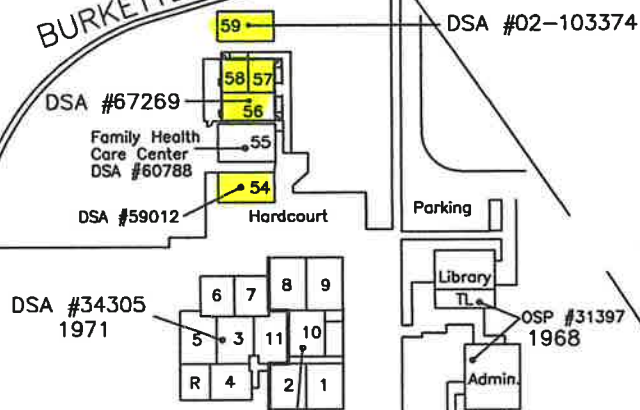 59
DSA #02-103374
58 57
DSA #67269
56
Family Health
Care Center
DSA #60788
55
54
DSA #59012
Hardcourt
Parking
Library
TL
OSP #31397
1968
Admin.
DSA #34305
1971
8 9
6 7
5 3 11 10
R 4 2 1